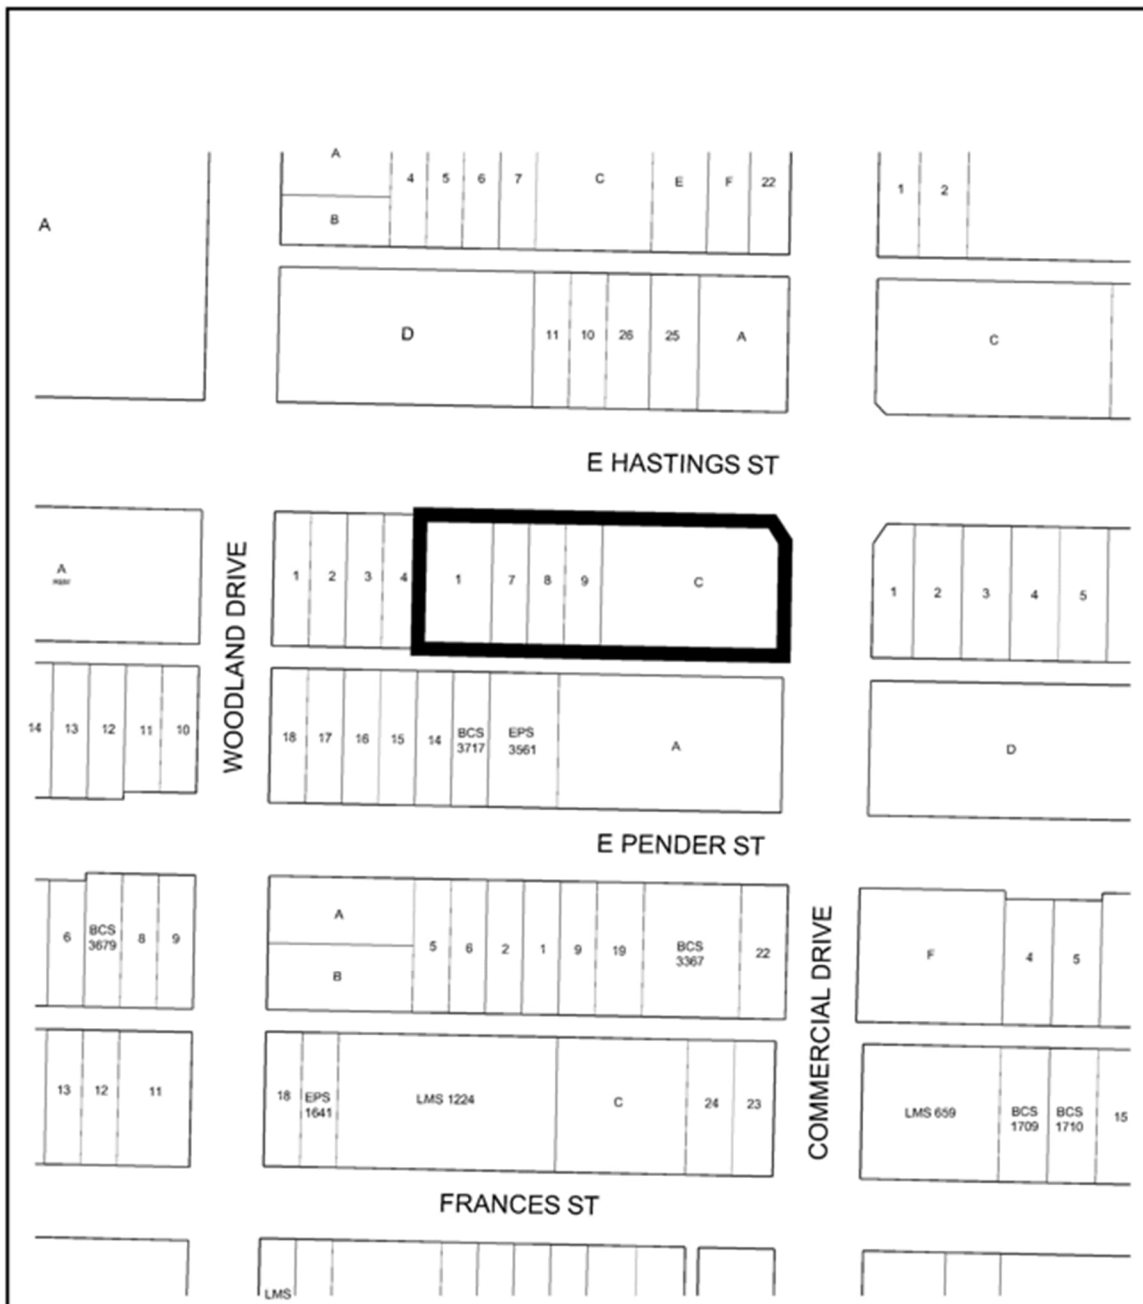 A
4 5 6 7 C E F 22
1 2
A
B
D 11 10 26 25 A
C
E HASTINGS ST
A
1 2 3 4 1 7 8 9 C
1 2 3 4 5
WOODLAND DRIVE
14 13 12 11 10
18 17 16 15 14 BCS EPS A
3717 3561
D
E PENDER ST
6 BCS 8 9
3679
A
B
5 6 2 1 9 19 BCS 22
3367
F 4 5
COMMERCIAL DRIVE
13 12 11
18 EPS LMS 1224 C 24 23
1641
LMS 659 BCS BCS 15
1709 1710
FRANCES ST
LMS